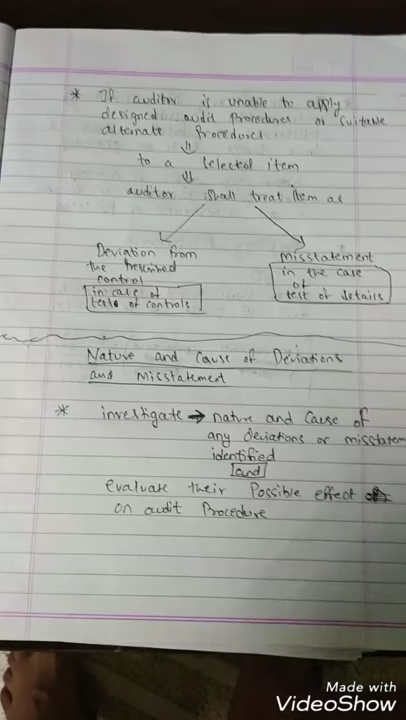 * If auditor is unable to apply
designed audit procedures or suitable
alternate procedures
⇓
to a selected item
⇓
auditor shall treat item as
Deviation from
the prescribed
control
in case of
tests of controls
misstatement
in the case
of
test of details
Nature and Cause of Deviations
and Misstatement
* investigate → nature and cause of
any deviations or misstatem
identified
and
evaluate their Possible effect
on audit Procedure
Made with
VideoShow